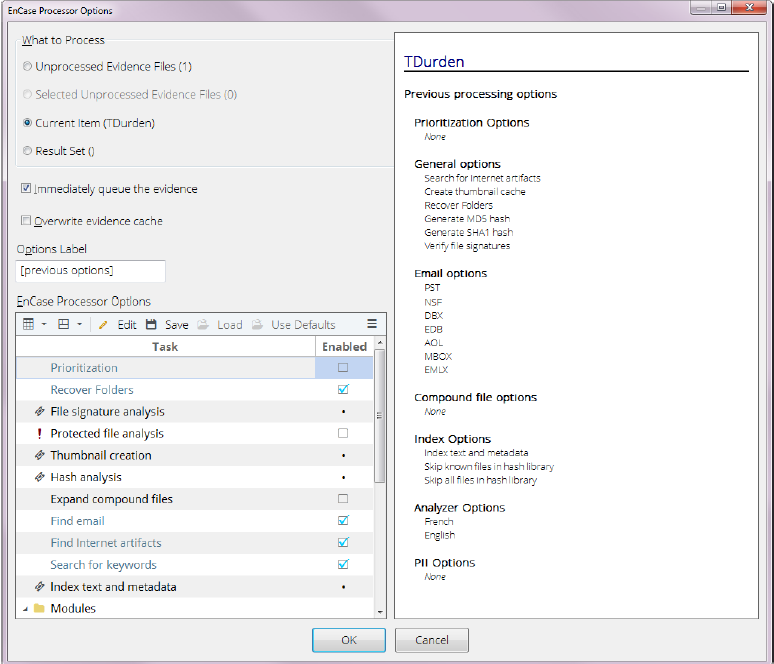 EnCase Processor Options
What to Process
Unprocessed Evidence Files (1)
Selected Unprocessed Evidence Files (0)
Current Item (TDurden)
Result Set ()
Immediately queue the evidence
Overwrite evidence cache
Options Label
[previous options]
EnCase Processor Options
Edit Save Load Use Defaults
Task Enabled
Prioritization
Recover Folders
File signature analysis
Protected file analysis
Thumbnail creation
Hash analysis
Expand compound files
Find email
Find Internet artifacts
Search for keywords
Index text and metadata
Modules
TDurden
Previous processing options
Prioritization Options
None
General options
Search for internet artifacts
Create thumbnail cache
Recover Folders
Generate MD5 hash
Generate SHA1 hash
Verify file signatures
Email options
PST
NSF
DBX
EDB
AOL
MBOX
EMLX
Compound file options
None
Index Options
Index text and metadata
Skip known files in hash library
Skip all files in hash library
Analyzer Options
French
English
PII Options
None
OK Cancel